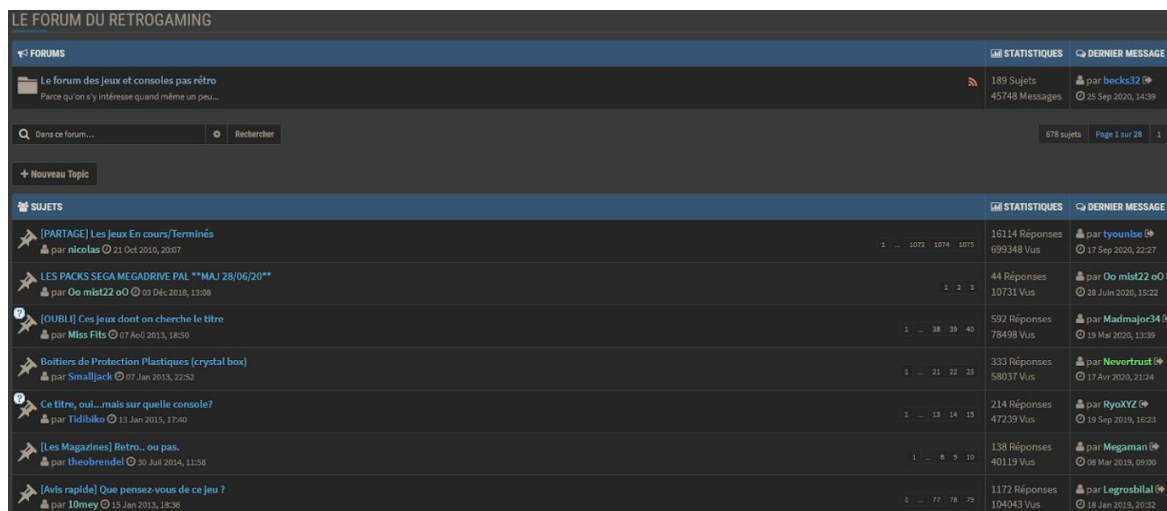 LE FORUM DU RETROGAMING
FORUMS STATISTIQUES DERNIER MESSAGE
Le forum des jeux et consoles pas rétro 189 Sujets par becks32
Parce qu'on s'y intéresse quand même un peu... 45748 Messages 25 Sep 2020, 14:39
Dans ce forum... Rechercher 678 sujets Page 1 sur 28 1
+ Nouveau Topic
SUJETS STATISTIQUES DERNIER MESSAGE
[PARTAGE] Les jeux En cours/Terminés 16114 Réponses par tyounise
par nicolas 21 Oct 2010, 20:07 1 ... 1073 1074 1075 699348 Vus 17 Sep 2020, 22:27
LES PACKS SEGA MEGADRIVE PAL **MAJ 28/06/20** 44 Réponses par Oo mist22 oO
par Oo mist22 oO 03 Déc 2018, 13:08 1 2 3 10731 Vus 28 Juin 2020, 15:22
[OUBLI] Ces jeux dont on cherche le titre 592 Réponses par Madmajor34
par Miss Fits 07 Aoû 2013, 18:50 1 ... 38 39 40 78498 Vus 19 Mai 2020, 13:39
Boitiers de Protection Plastiques (crystal box) 333 Réponses par Nevertrust
par Smalljack 07 Jan 2013, 22:52 1 ... 21 22 23 58037 Vus 17 Avr 2020, 21:24
Ce titre, oui...mais sur quelle console? 214 Réponses par RyoXYZ
par Tidibiko 13 Jan 2015, 17:40 1 ... 13 14 15 47239 Vus 19 Sep 2019, 16:23
[Les Magazines] Retro.. ou pas. 138 Réponses par Megaman
par theobrendel 30 Juil 2014, 11:58 1 ... 8 9 10 40119 Vus 08 Mar 2019, 09:00
[Avis rapide] Que pensez-vous de ce jeu ? 1172 Réponses par Legrosbilal
par 10mey 15 Jan 2013, 18:36 1 ... 77 78 79 104043 Vus 18 Jan 2019, 20:32